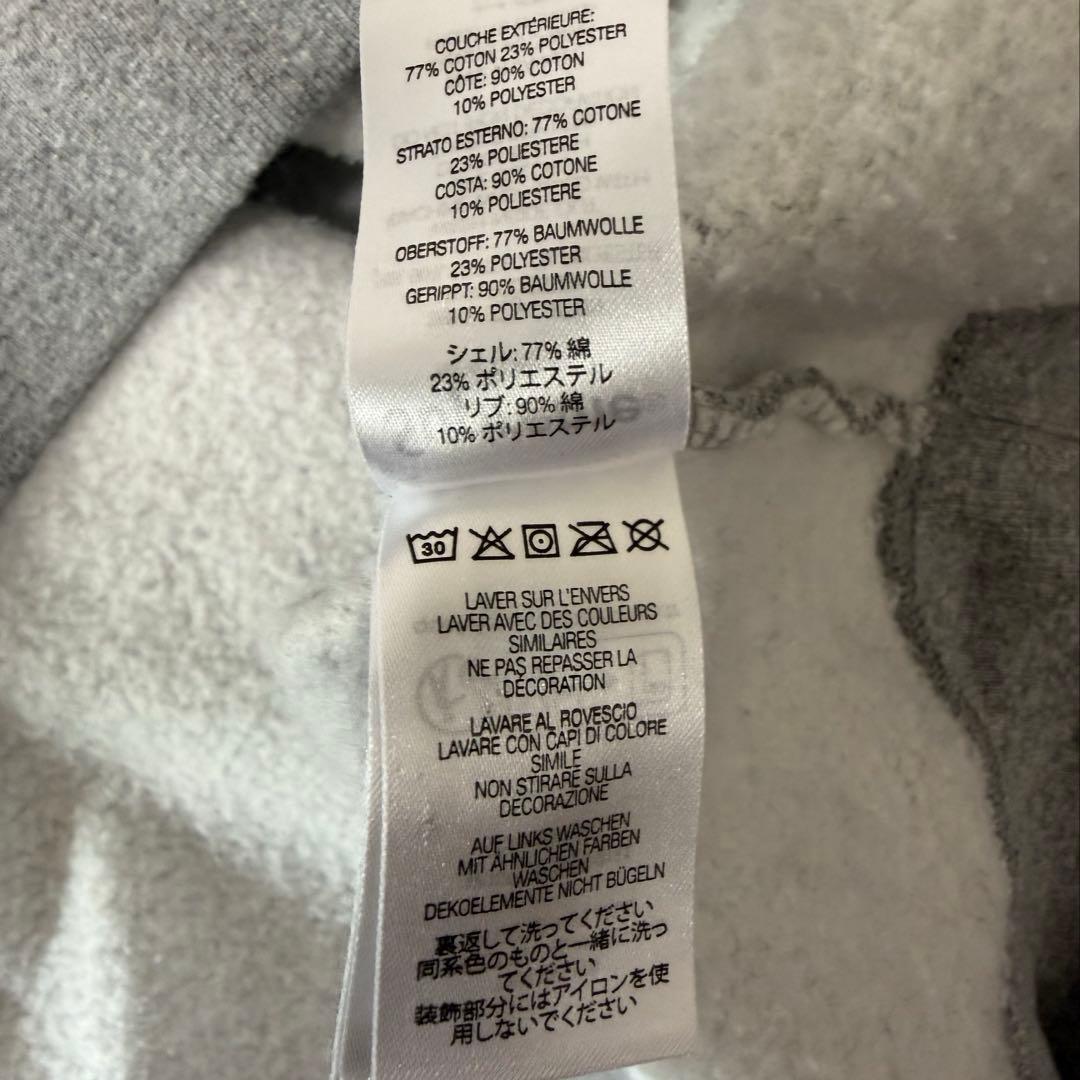 COUCHE EXTÉRIEURE:
77% COTON 23% POLYESTER
CÔTE: 90% COTON
10% POLYESTER
STRATO ESTERNO: 77% COTONE
23% POLIESTERE
COSTA: 90% COTONE
10% POLIESTERE
OBERSTOFF: 77% BAUMWOLLE
23% POLYESTER
GERIPPT: 90% BAUMWOLLE
10% POLYESTER
シェル: 77% 綿
23% ポリエステル
リブ: 90% 綿
10% ポリエステル
30
LAVER SUR L'ENVERS
LAVER AVEC DES COULEURS
SIMILAIRES
NE PAS REPASSER LA
DÉCORATION
LAVARE AL ROVESCIO
LAVARE CON CAPI DI COLORE
SIMILE
NON STIRARE SULLA
DECORAZIONE
AUF LINKS WASCHEN
MIT ÄHNLICHEN FARBEN
WASCHEN
DEKOELEMENTE NICHT BÜGELN
裏返して洗ってください
同系色のものと一緒に洗っ
てください
装飾部分にはアイロンを使
用しないでください